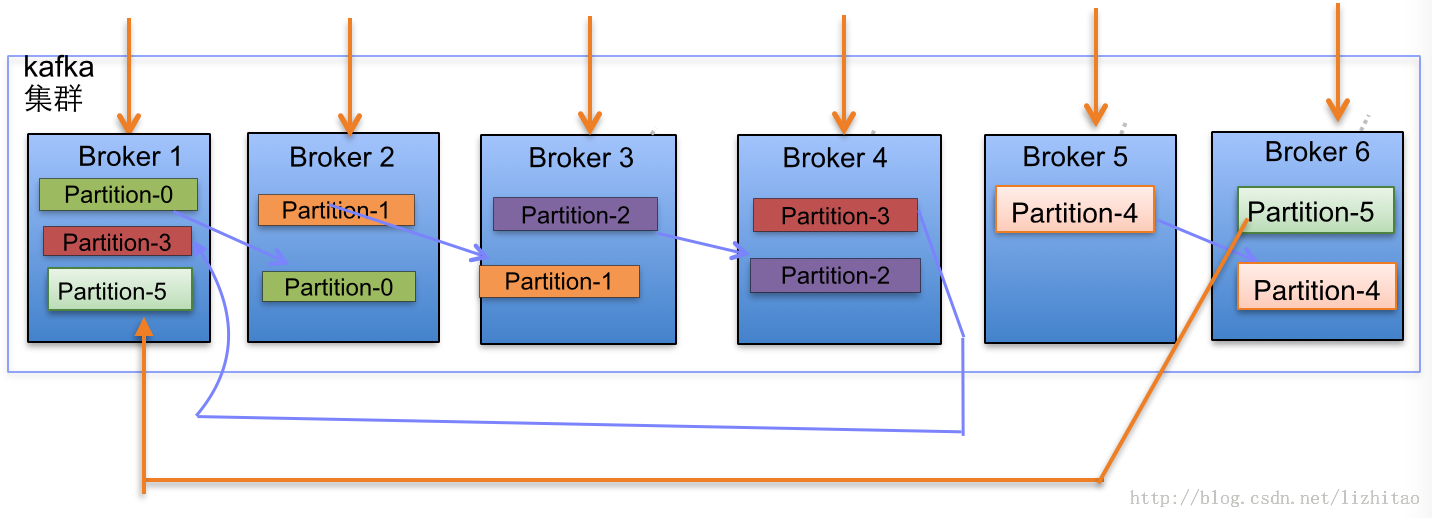 kafka
集群
Broker 1
Partition-0
Partition-3
Partition-5
Broker 2
Partition-1
Partition-0
Broker 3
Partition-2
Partition-1
Broker 4
Partition-3
Partition-2
Broker 5
Partition-4
Broker 6
Partition-5
Partition-4
http://blog.csdn.net/lizhitao